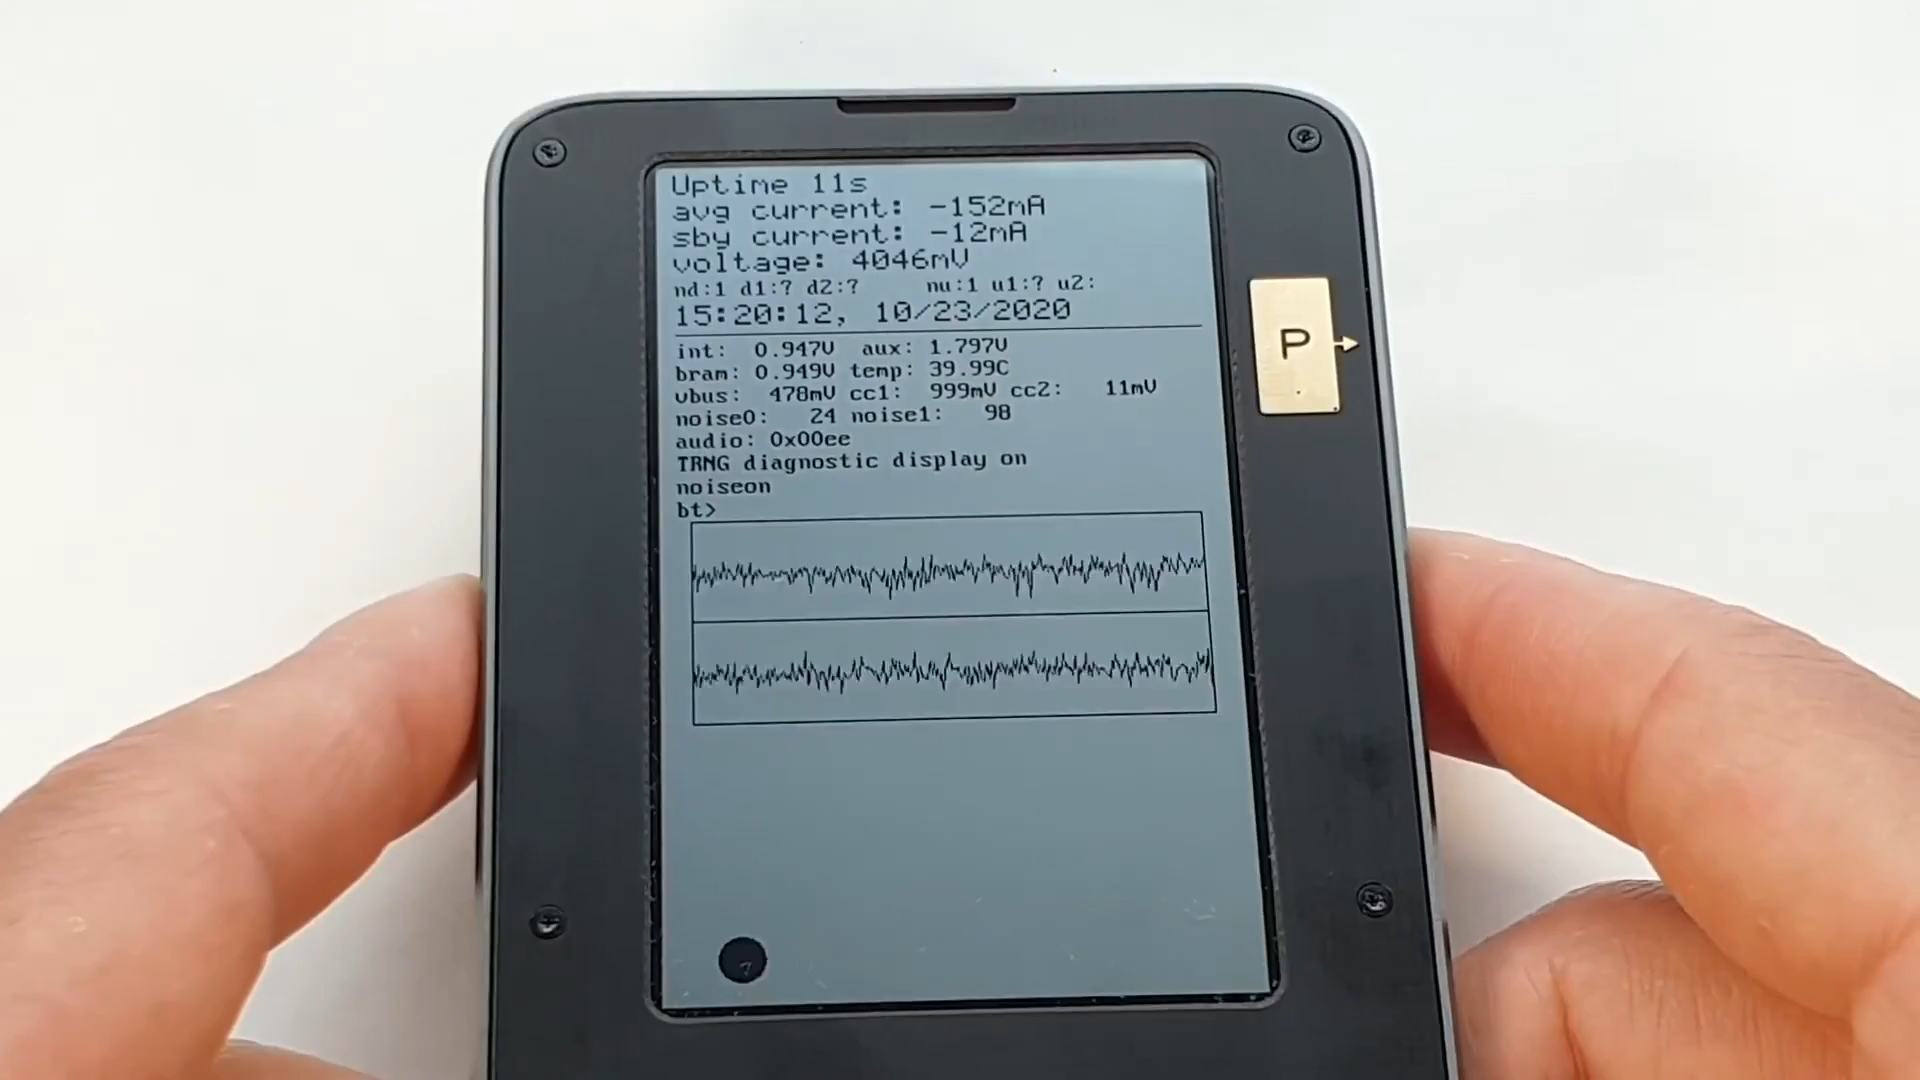 Uptime 11s
avg current: -152mA
sby current: -12mA
voltage: 4046mV
nd:1 d1:? d2:? nu:1 u1:? u2:
15:20:12, 10/23/2020
int: 0.947V aux: 1.797V
bram: 0.949V temp: 39.99C
vbus: 478mV cc1: 999mV cc2: 11mV
noise0: 24 noise1: 98
audio: 0x00ee
TRNG diagnostic display on
noiseon
bt>
P